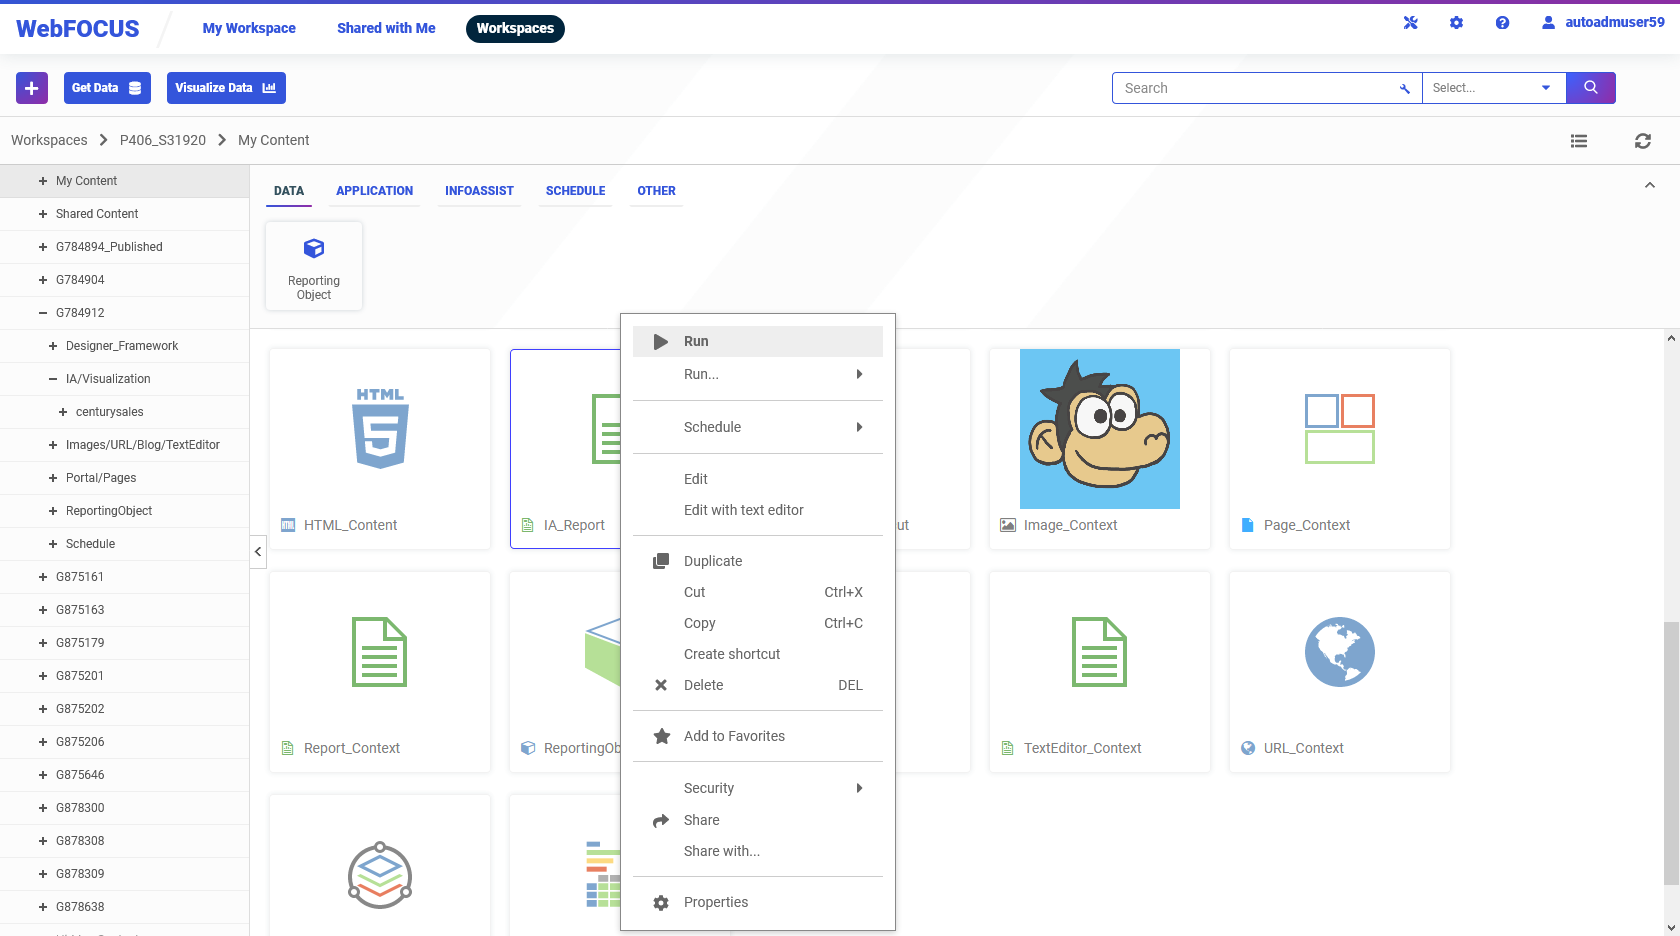 WebFOCUS
My Workspace
Shared with Me
Workspaces
autoadmuser59
Get Data
Visualize Data
Search
Select...
Workspaces
P406_S31920
My Content
My Content
Shared Content
G784894_Published
G784904
G784912
Designer_Framework
IA/Visualization
centurysales
Images/URL/Blog/TextEditor
Portal/Pages
ReportingObject
Schedule
G875161
G875163
G875179
G875201
G875202
G875206
G875646
G878300
G878308
G878309
G878638
DATA
APPLICATION
INFOASSIST
SCHEDULE
OTHER
Reporting
Object
HTML
5
HTML_Content
IA_Report
ut
Image_Context
Page_Context
Report_Context
ReportingOb
TextEditor_Context
URL_Context
Run
Run...
Schedule
Edit
Edit with text editor
Duplicate
Cut Ctrl+X
Copy Ctrl+C
Create shortcut
Delete DEL
Add to Favorites
Security
Share
Share with...
Properties